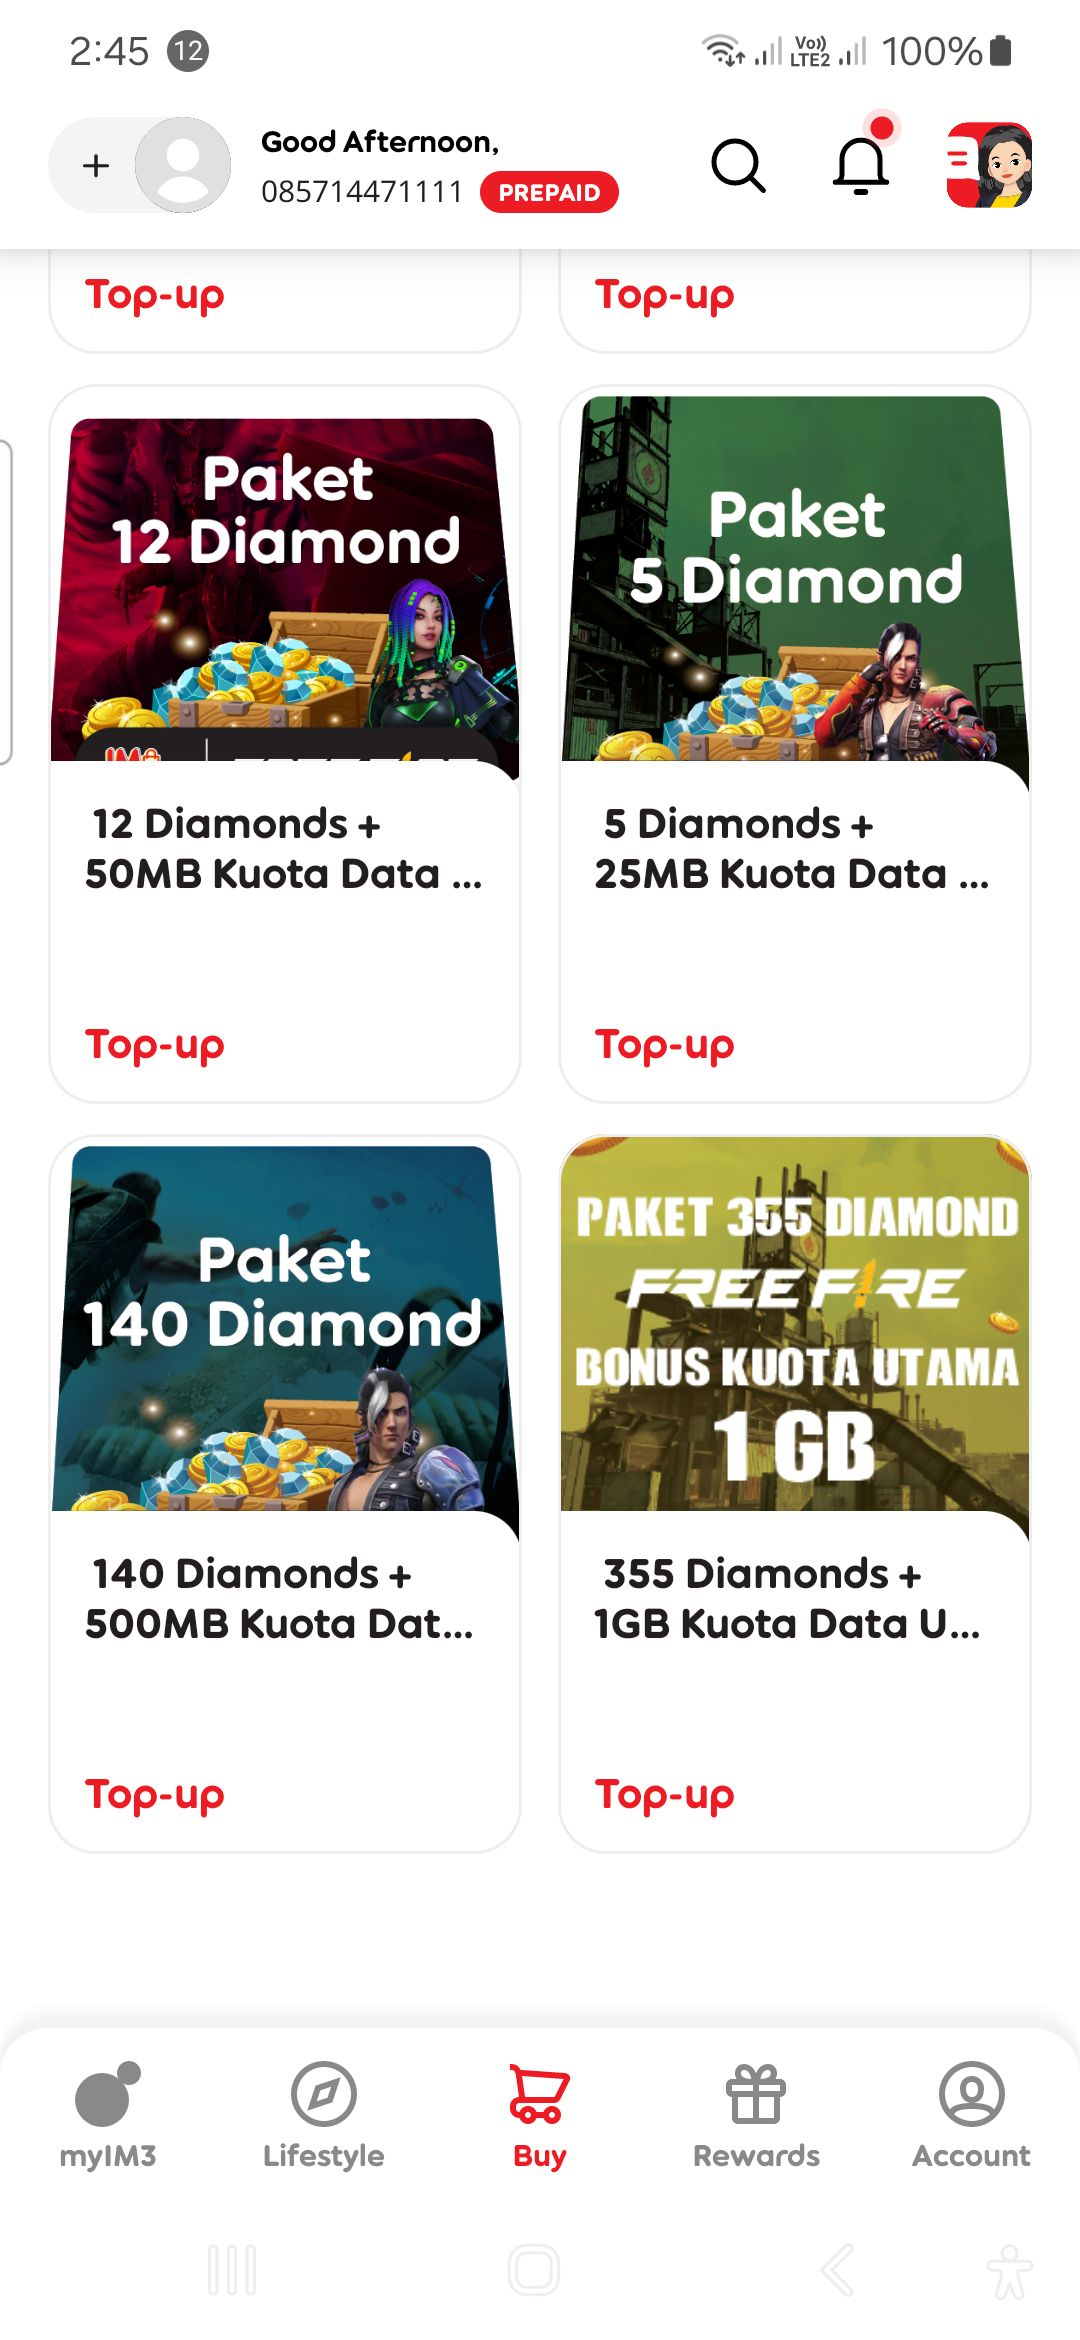 2:45 12 Vo)) LTE2 100%
Good Afternoon,
085714471111 PREPAID
Top-up Top-up
Paket
12 Diamond
Paket
5 Diamond
12 Diamonds +
50MB Kuota Data ...
5 Diamonds +
25MB Kuota Data ...
Top-up Top-up
Paket
140 Diamond
PAKET 355 DIAMOND
FREE FIRE
BONUS KUOTA UTAMA
1 GB
140 Diamonds +
500MB Kuota Dat...
355 Diamonds +
1GB Kuota Data U...
Top-up Top-up
myIM3 Lifestyle Buy Rewards Account